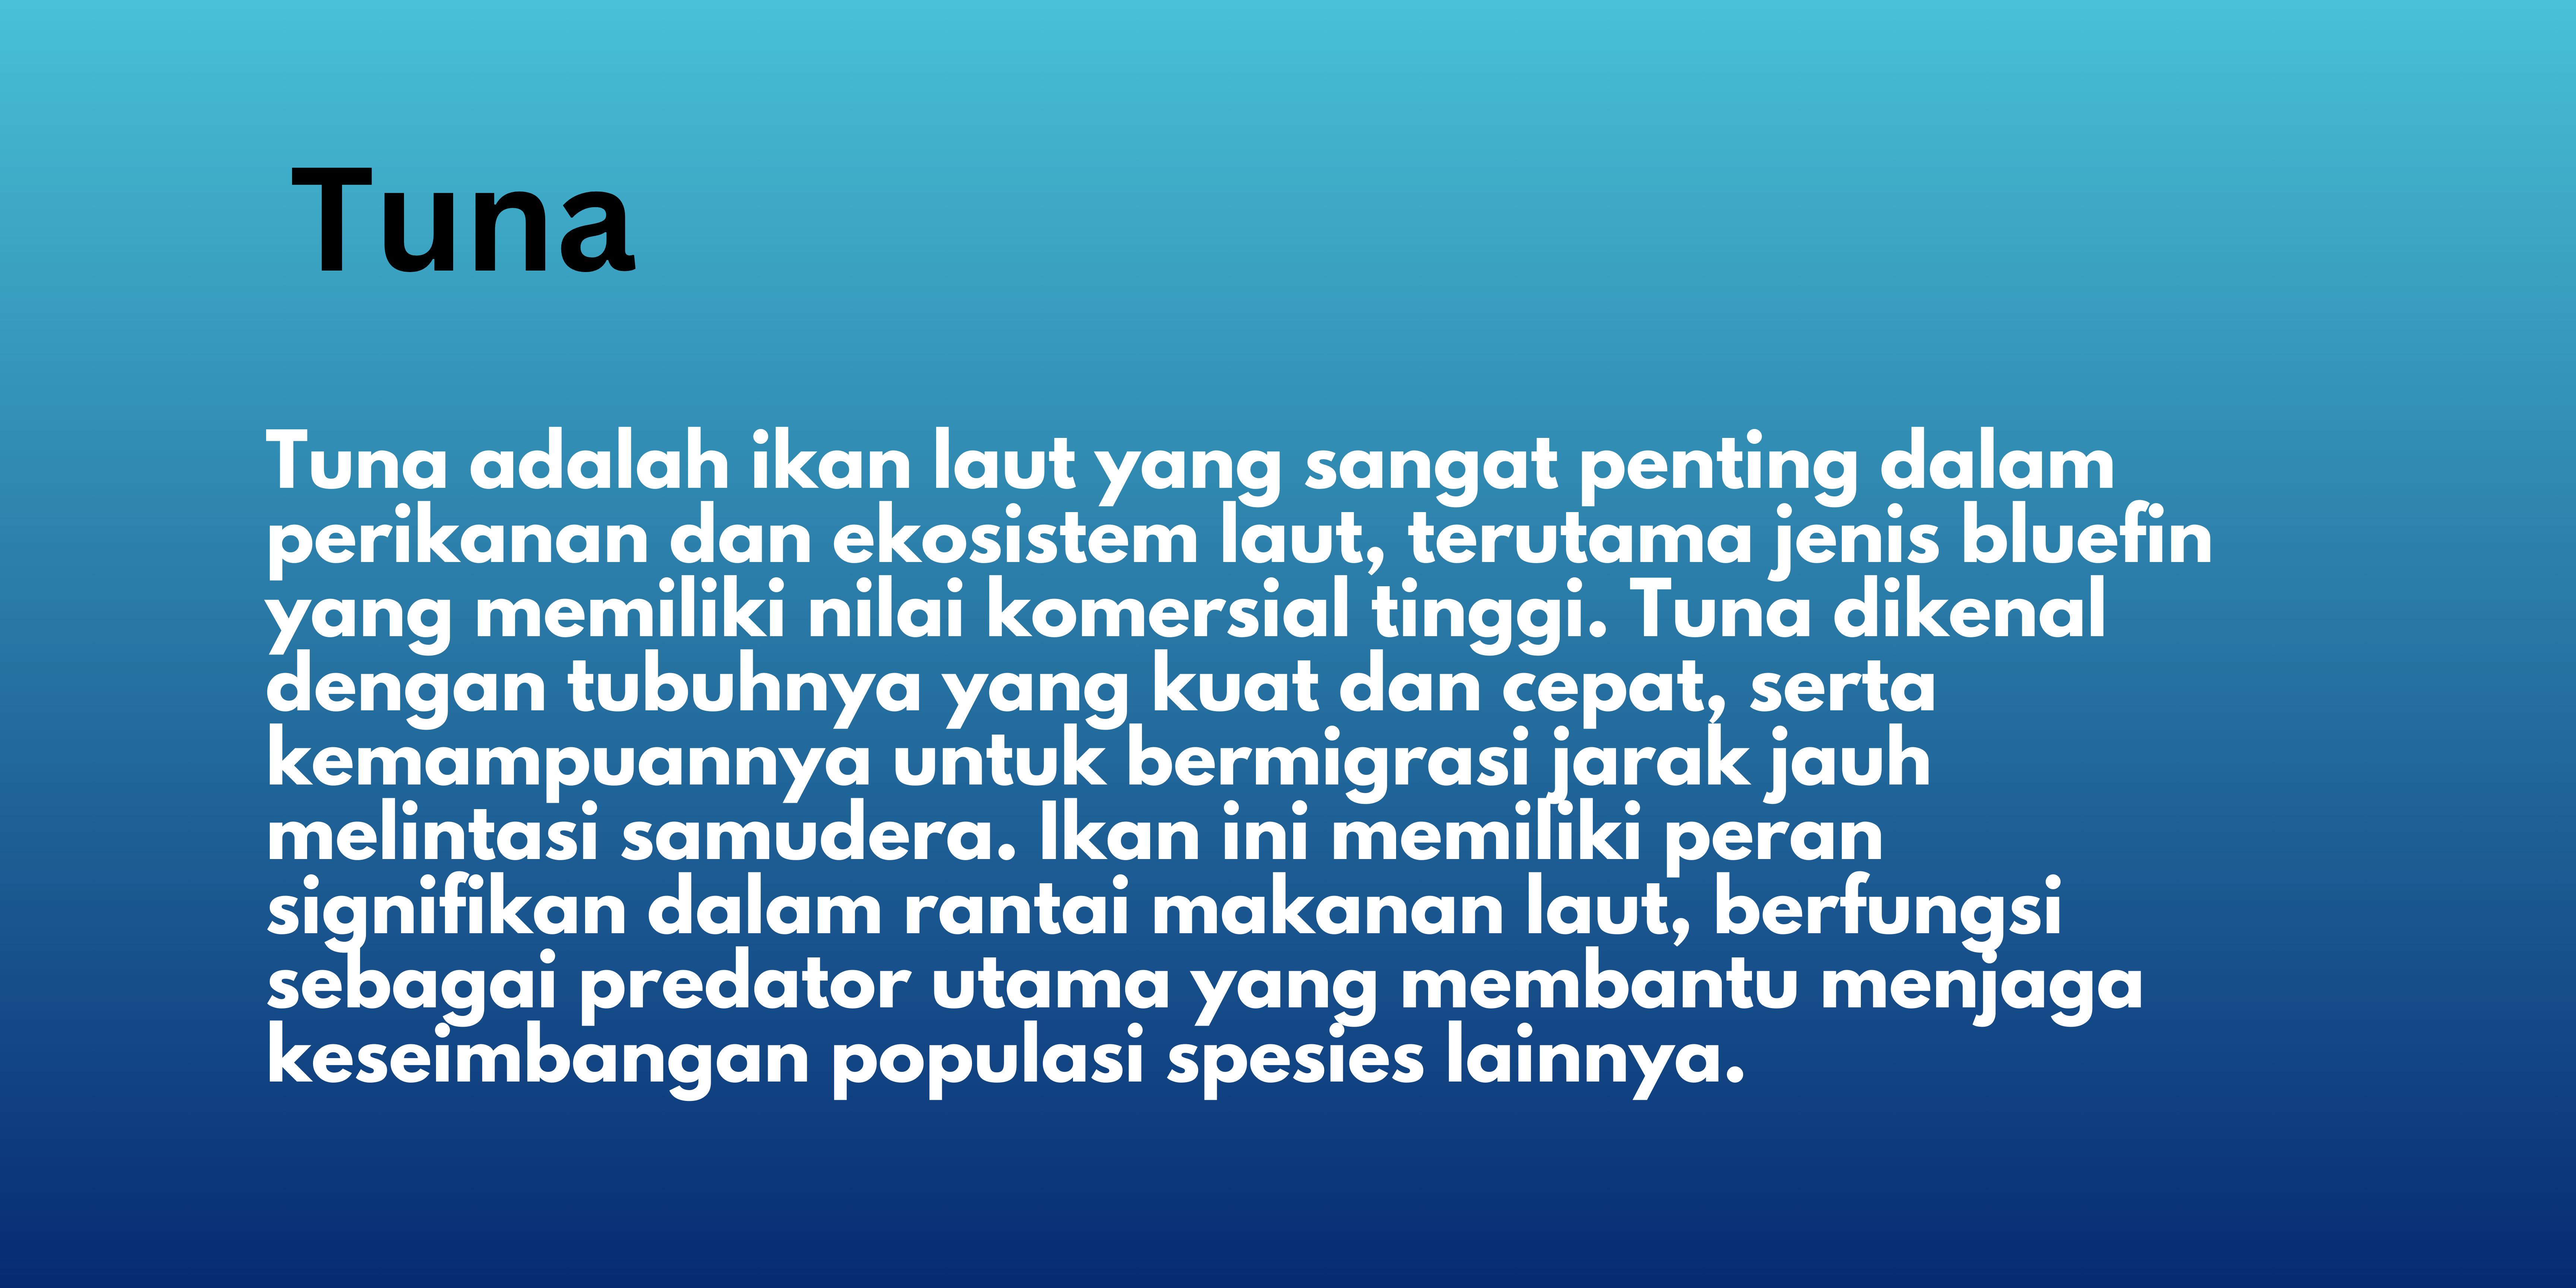 Tuna
Tuna adalah ikan laut yang sangat penting dalam
perikanan dan ekosistem laut, terutama jenis bluefin
yang memiliki nilai komersial tinggi. Tuna dikenal
dengan tubuhnya yang kuat dan cepat, serta
kemampuannya untuk bermigrasi jarak jauh
melintasi samudera. Ikan ini memiliki peran
signifikan dalam rantai makanan laut, berfungsi
sebagai predator utama yang membantu menjaga
keseimbangan populasi spesies lainnya.